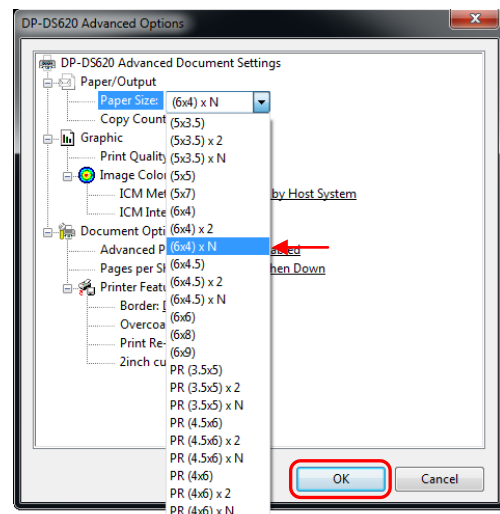 DP-DS620 Advanced Options
DP-DS620 Advanced Document Settings
Paper/Output
Paper Size: (6x4) x N
Copy Count
(5x3.5)
Graphic
(5x3.5) x 2
Print Quality
(5x3.5) x N
Image Color
(5x5)
ICM Met
(5x7)
by Host System
ICM Inte
(6x4)
Document Opti
(6x4) x 2
Advanced P
(6x4) x N
Pages per Sh
(6x4.5)
hen Down
Printer Featu
(6x4.5) x 2
Border:
(6x4.5) x N
Overcoa
(6x6)
Print Re-
(6x8)
2inch cu
(6x9)
PR (3.5x5)
PR (3.5x5) x 2
PR (3.5x5) x N
PR (4.5x6)
PR (4.5x6) x 2
PR (4.5x6) x N
PR (4x6)
PR (4x6) x 2
PR (4x6) x N
OK
Cancel